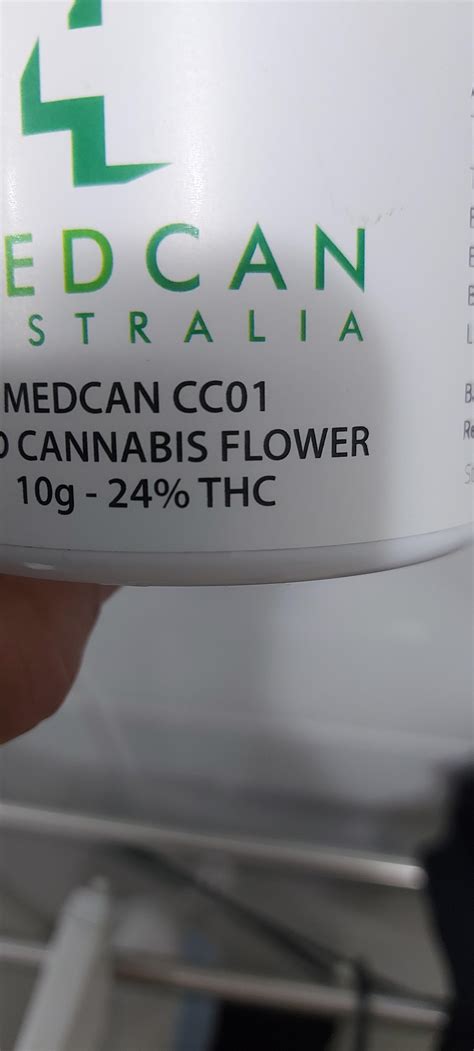 EDCAN
STRALIA
MEDCAN CC01
D CANNABIS FLOWER
10g - 24% THC